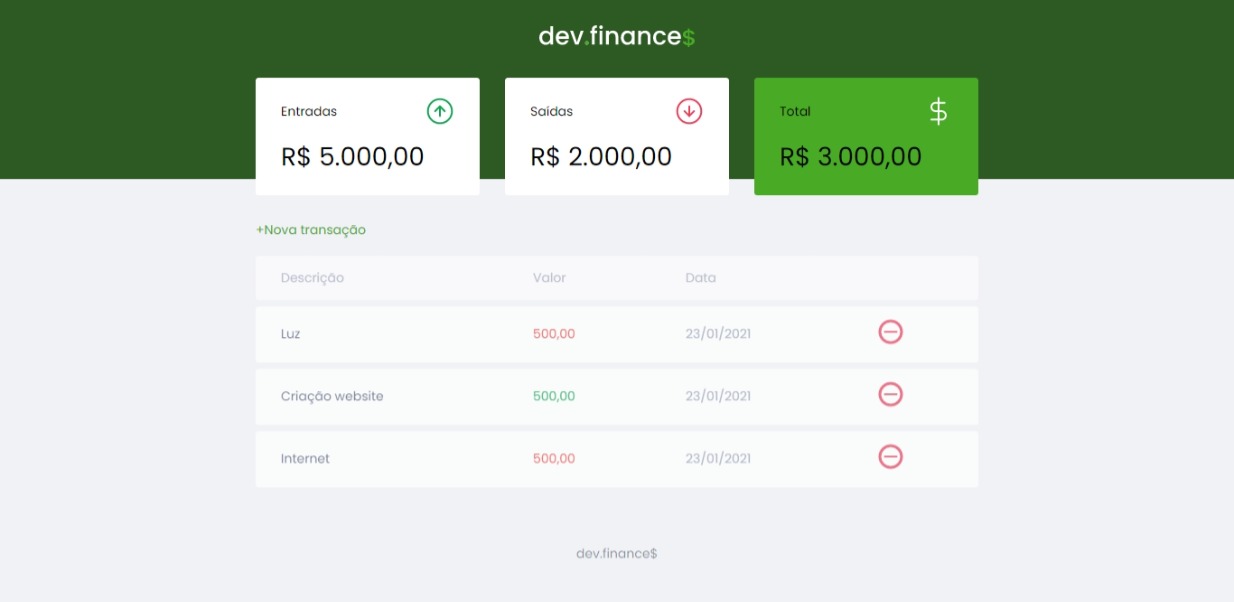 dev.finance$
Entradas
R$ 5.000,00
Saídas
R$ 2.000,00
Total
$
R$ 3.000,00
+Nova transação
Descrição Valor Data
Luz 500,00 23/01/2021
Criação website 500,00 23/01/2021
Internet 500,00 23/01/2021
dev.finance$